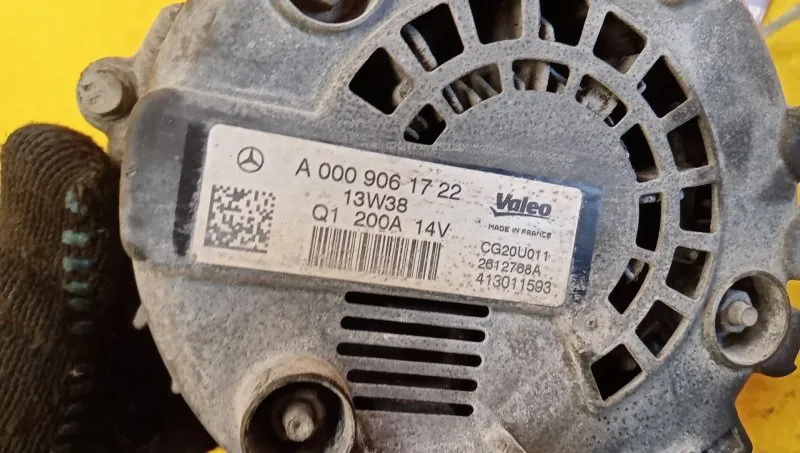 A 000 906 17 22
13W38
Q1 200A 14V
Valeo
MADE IN FRANCE
CG20U011
2612768A
413011593